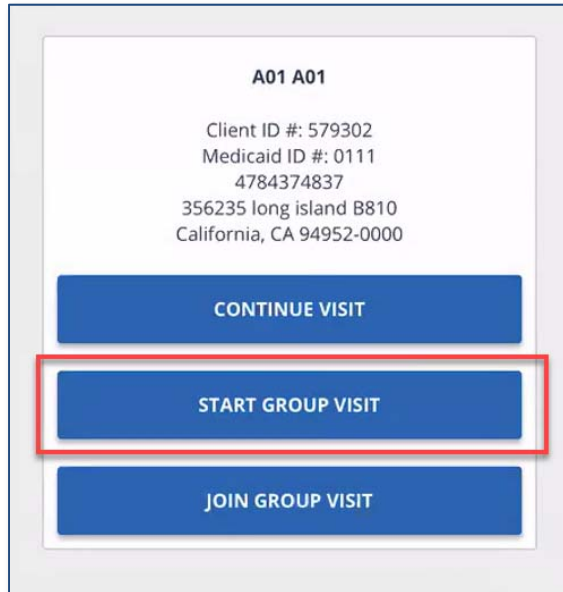 A01 A01
Client ID #: 579302
Medicaid ID #: 0111
4784374837
356235 long island B810
California, CA 94952-0000
CONTINUE VISIT
START GROUP VISIT
JOIN GROUP VISIT